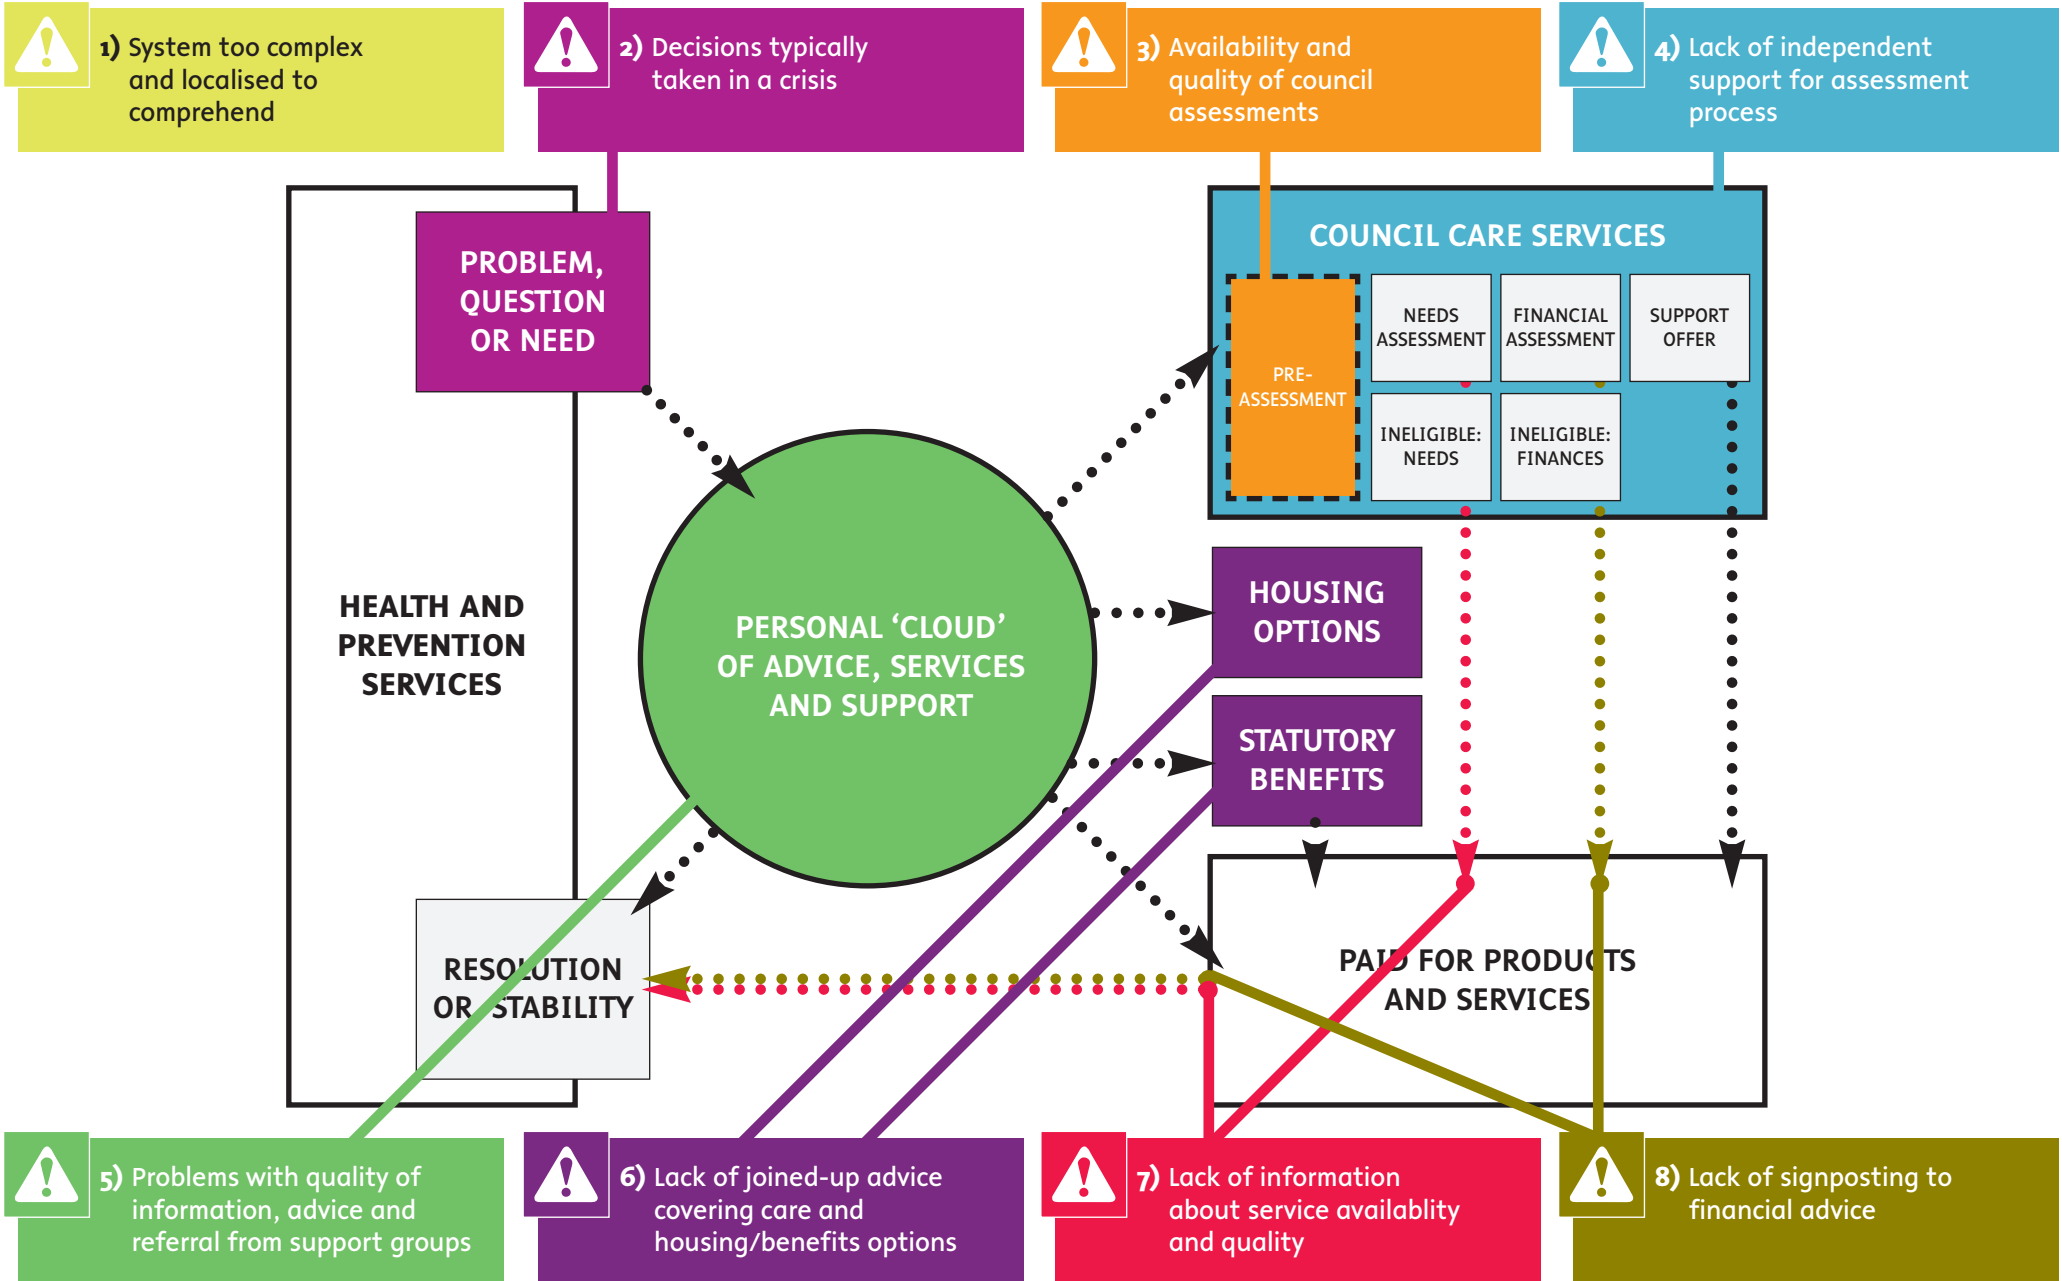 1) System too complex
and localised to
comprehend
2) Decisions typically
taken in a crisis
3) Availability and
quality of council
assessments
4) Lack of independent
support for assessment
process
PROBLEM,
QUESTION
OR NEED
COUNCIL CARE SERVICES
PRE-
ASSESSMENT
NEEDS
ASSESSMENT
FINANCIAL
ASSESSMENT
SUPPORT
OFFER
INELIGIBLE:
NEEDS
INELIGIBLE:
FINANCES
HEALTH AND
PREVENTION
SERVICES
PERSONAL ‘CLOUD’
OF ADVICE, SERVICES
AND SUPPORT
HOUSING
OPTIONS
STATUTORY
BENEFITS
RESOLUTION
OR STABILITY
PAID FOR PRODUCTS
AND SERVICES
5) Problems with quality of
information, advice and
referral from support groups
6) Lack of joined-up advice
covering care and
housing/benefits options
7) Lack of information
about service availablity
and quality
8) Lack of signposting to
financial advice